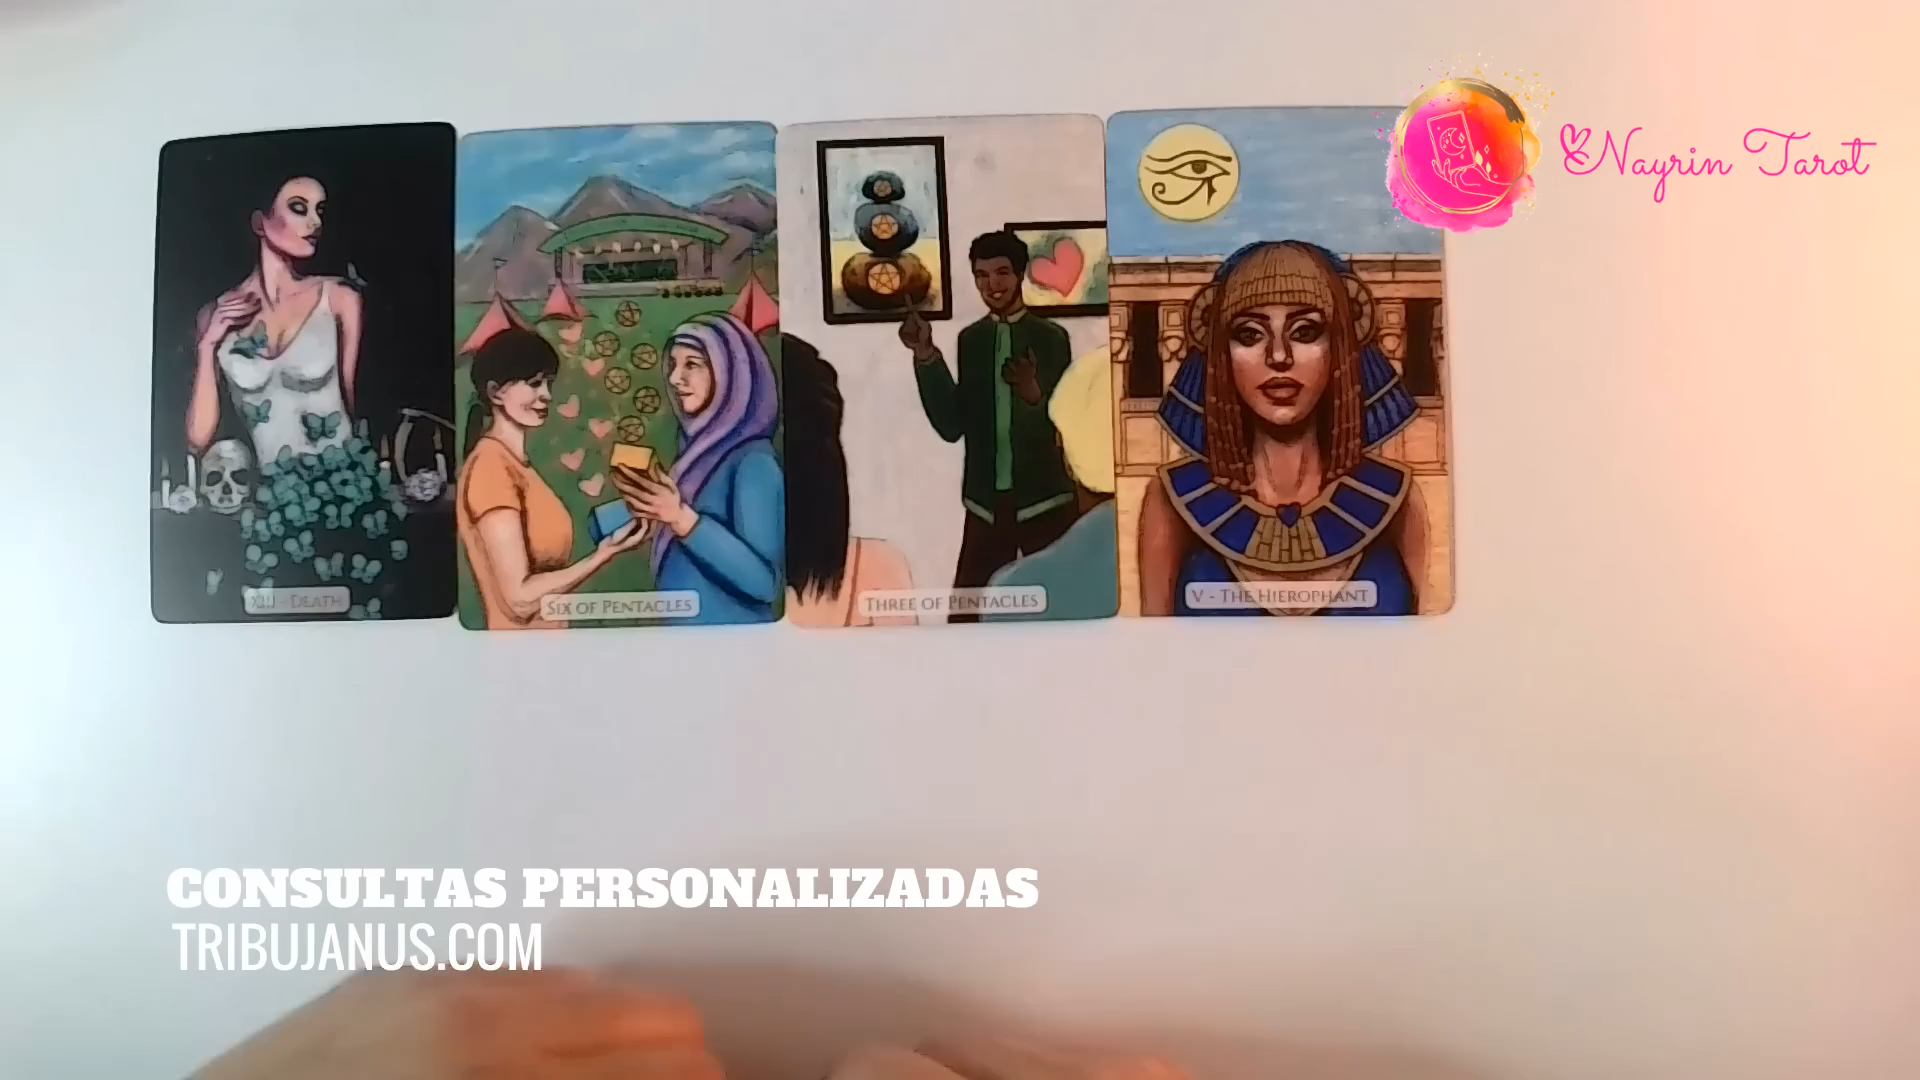 Nayrin Tarot
XIII - DEATH
SIX OF PENTACLES
THREE OF PENTACLES
V - THE HIEROPHANT
CONSULTAS PERSONALIZADAS
TRIBUJANUS.COM